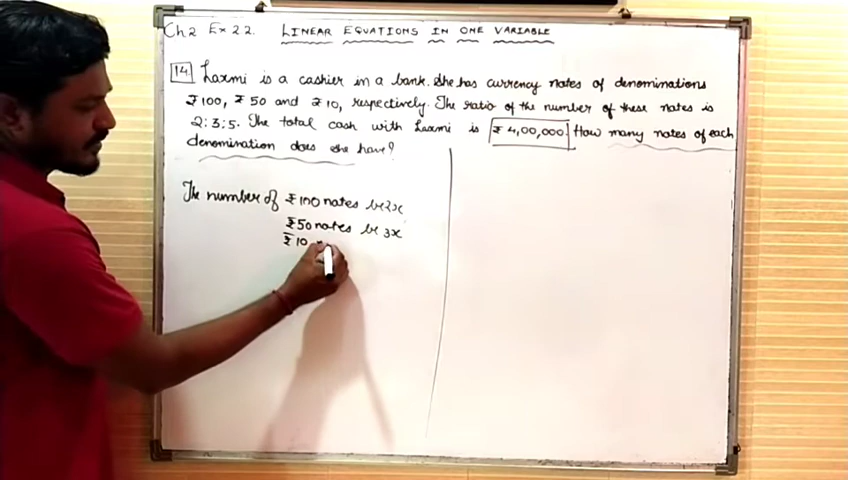 Ch2 Ex 2.2. LINEAR EQUATIONS IN ONE VARIABLE
14 Laxmi is a cashier in a bank. She has currency notes of denominations
₹100, ₹50 and ₹10, respectively. The ratio of the number of these notes is
2:3:5. The total cash with Laxmi is ₹4,00,000 How many notes of each
denomination does she have?
The number of ₹100 notes be 2x
₹50 notes be 3x
₹10